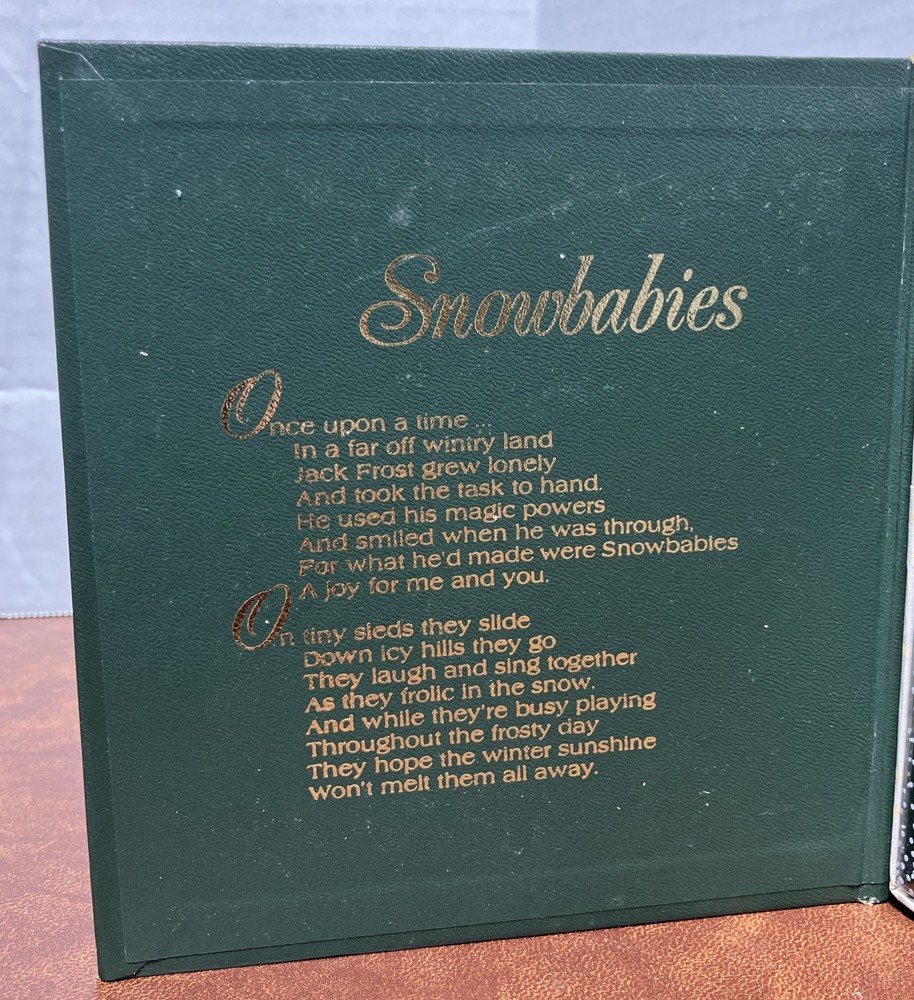 Snowbabies
Once upon a time ...
In a far off wintry land
Jack Frost grew lonely
And took the task to hand.
He used his magic powers
And smiled when he was through,
For what he'd made were Snowbabies
A joy for me and you.
On tiny sleds they slide
Down icy hills they go
They laugh and sing together
As they frolic in the snow.
And while they're busy playing
Throughout the frosty day
They hope the winter sunshine
Won't melt them all away.